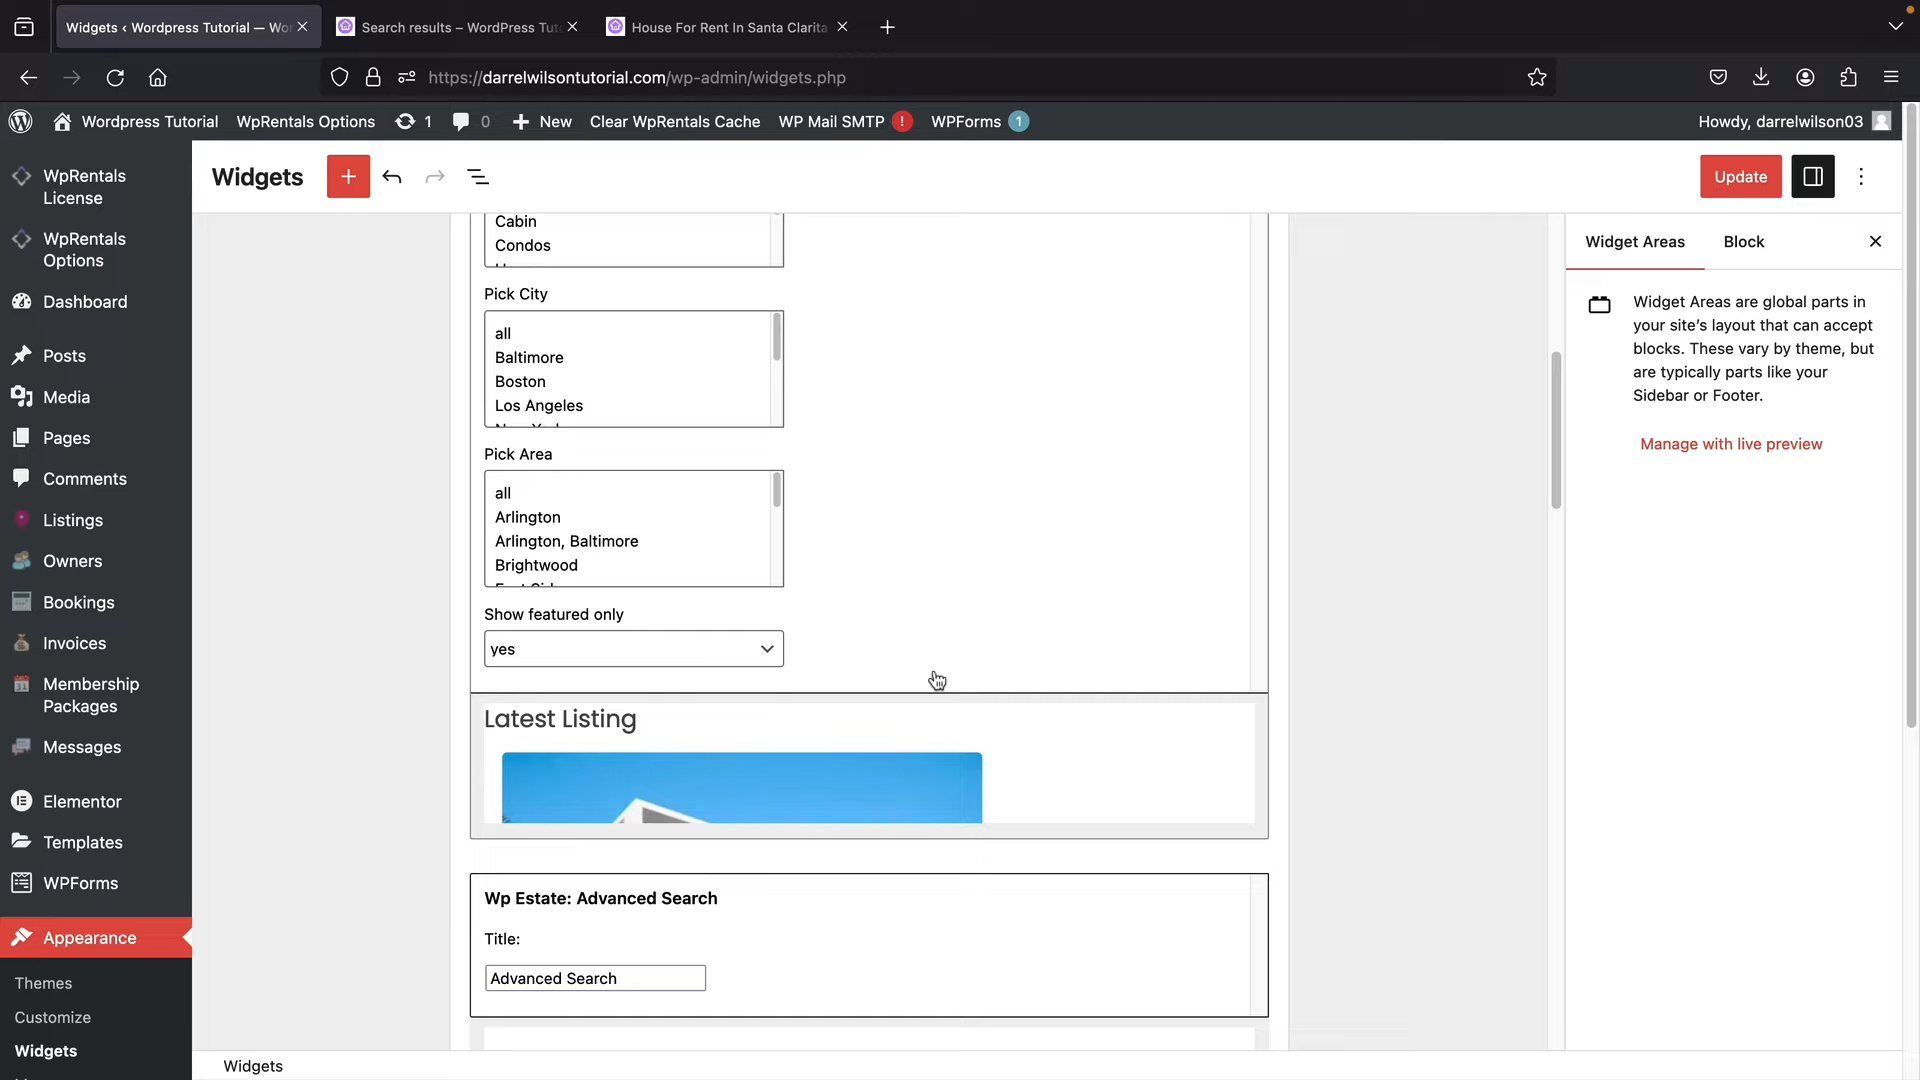 Widgets ‹ Wordpress Tutorial — Wo
Search results – WordPress Tut
House For Rent In Santa Clarita
https://darrelwilsontutorial.com/wp-admin/widgets.php
Wordpress Tutorial
WpRentals Options
1
0
New
Clear WpRentals Cache
WP Mail SMTP
!
WPForms
1
Howdy, darrelwilson03
WpRentals
License
WpRentals
Options
Dashboard
Posts
Media
Pages
Comments
Listings
Owners
Bookings
Invoices
Membership
Packages
Messages
Elementor
Templates
WPForms
Appearance
Themes
Customize
Widgets
Widgets
Update
Cabin
Condos
Pick City
all
Baltimore
Boston
Los Angeles
Pick Area
all
Arlington
Arlington, Baltimore
Brightwood
Show featured only
yes
Latest Listing
Wp Estate: Advanced Search
Title:
Advanced Search
Widget Areas
Block
Widget Areas are global parts in
your site's layout that can accept
blocks. These vary by theme, but
are typically parts like your
Sidebar or Footer.
Manage with live preview
Widgets